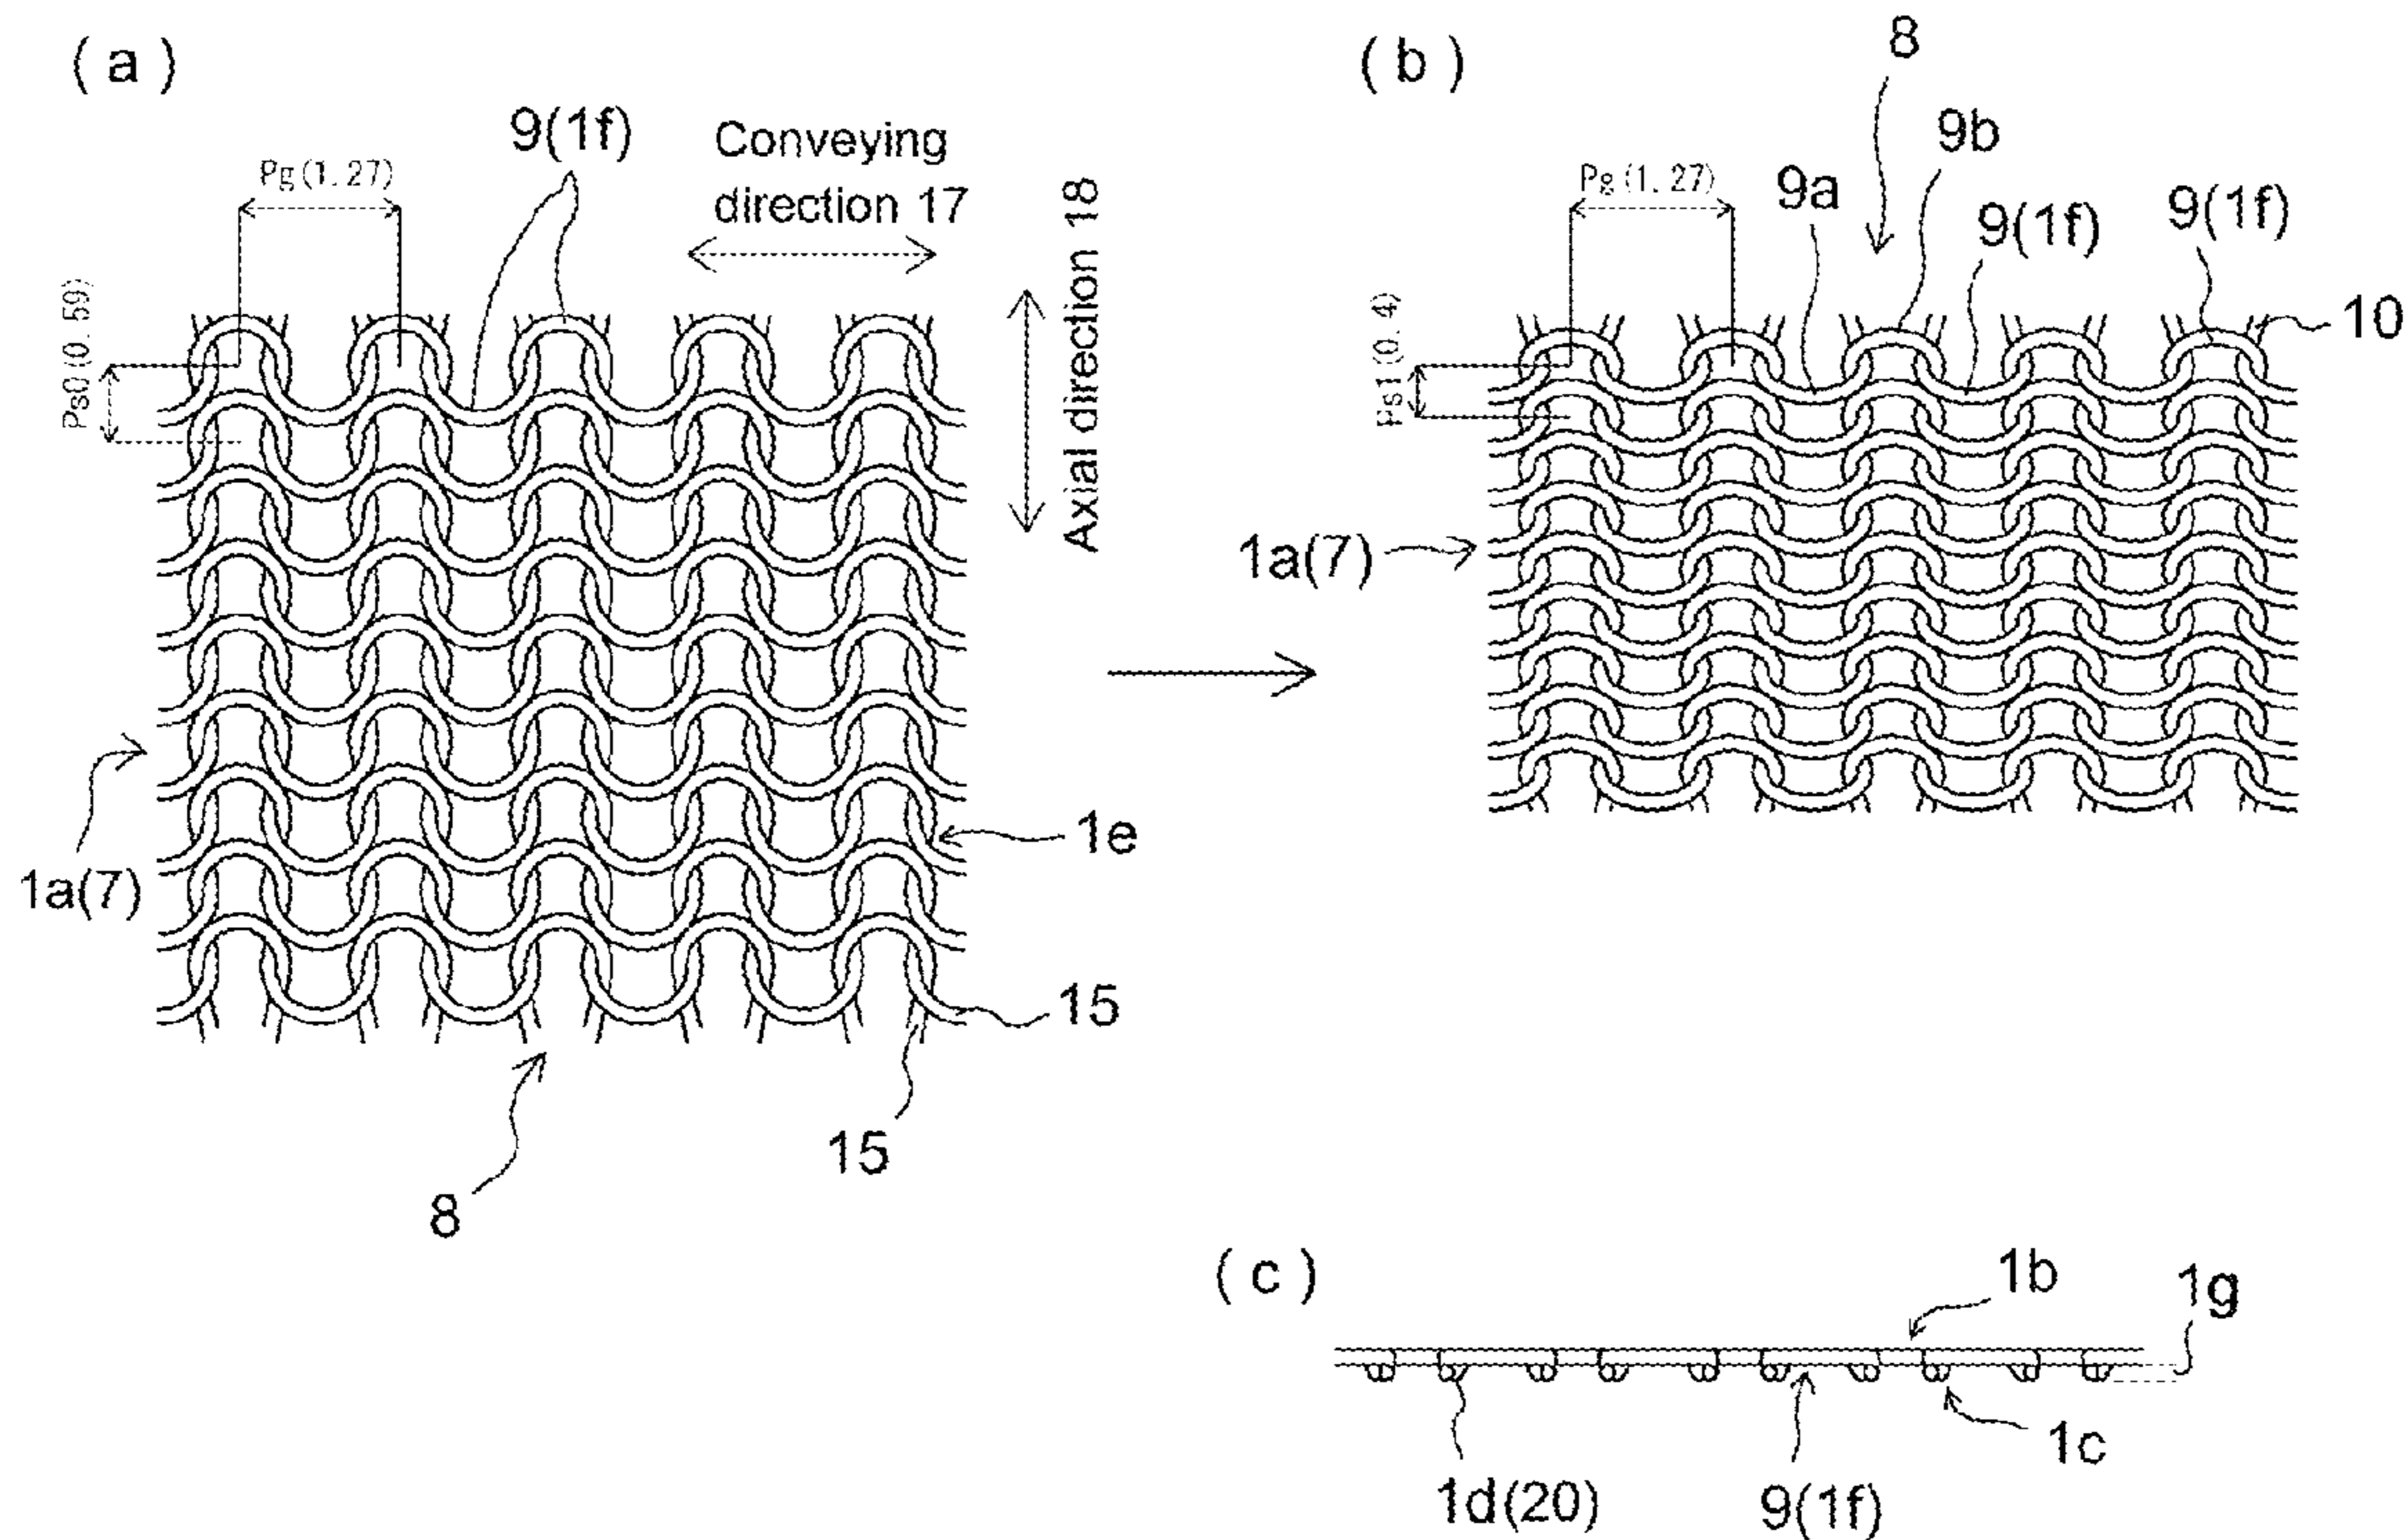 (a)
9(1f)
Conveying
direction 17
Pg(1.27)
Ps0(0.59)
Axial direction 18
1a(7)
1e
15
15
8
(b)
8
9b
9a
9(1f)
9(1f)
10
Pg(1.27)
Ps1(0.4)
1a(7)
(c)
1b
1g
1c
1d(20)
9(1f)